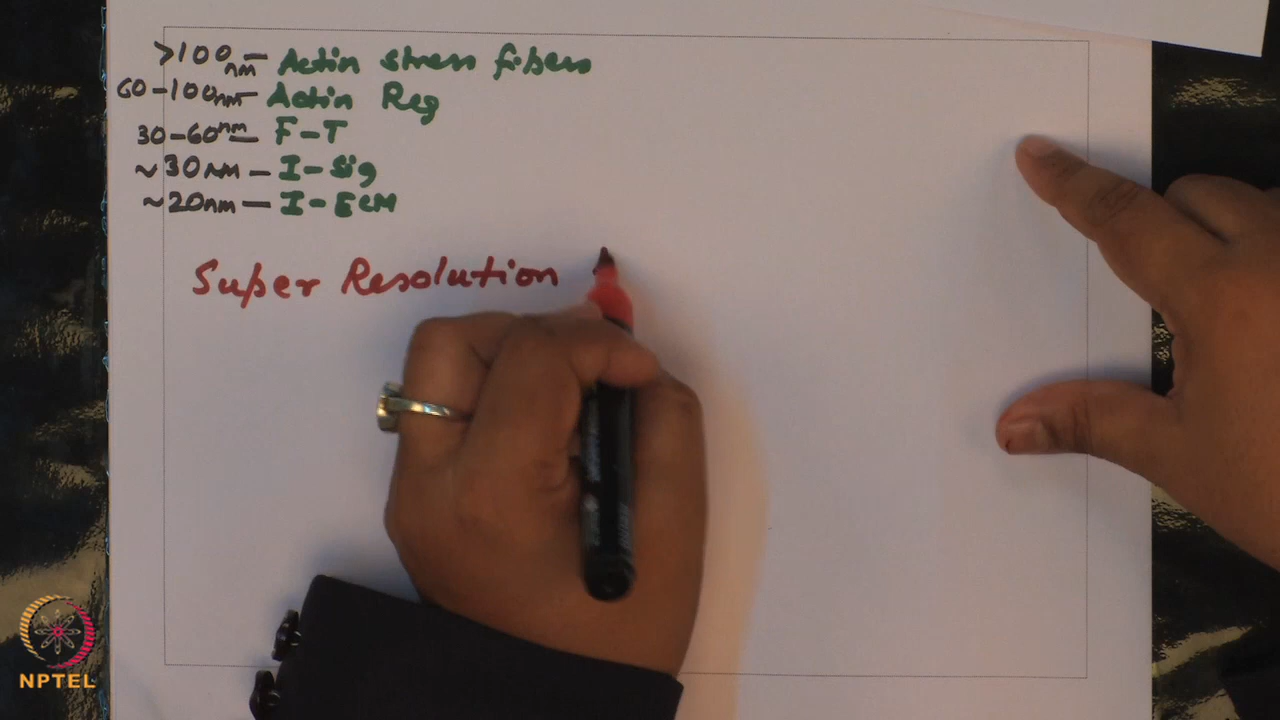 >100nm — Actin stress fibers
60-100nm — Actin Reg
30-60nm — F-T
~30nm — I-Sig
~20nm — I-ECM
Super Resolution
NPTEL